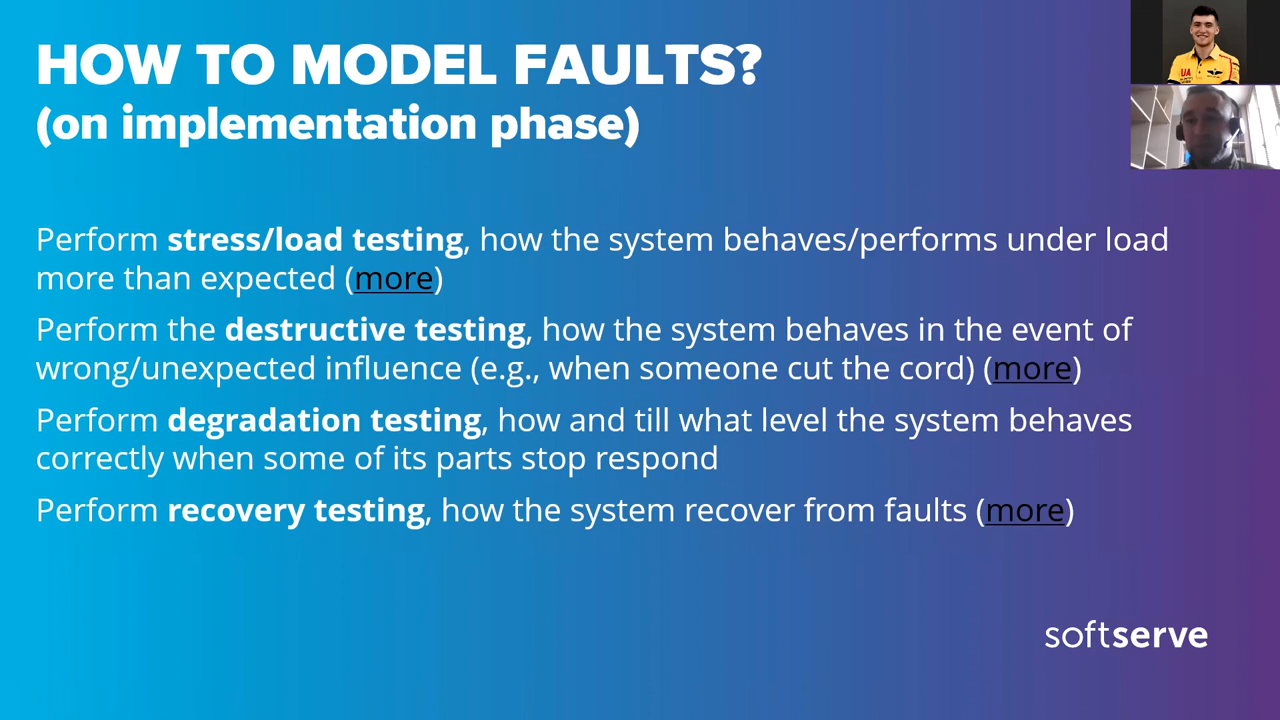 HOW TO MODEL FAULTS?
(on implementation phase)
UA
Perform stress/load testing, how the system behaves/performs under load
more than expected (more)
Perform the destructive testing, how the system behaves in the event of
wrong/unexpected influence (e.g., when someone cut the cord) (more)
Perform degradation testing, how and till what level the system behaves
correctly when some of its parts stop respond
Perform recovery testing, how the system recover from faults (more)
softserve